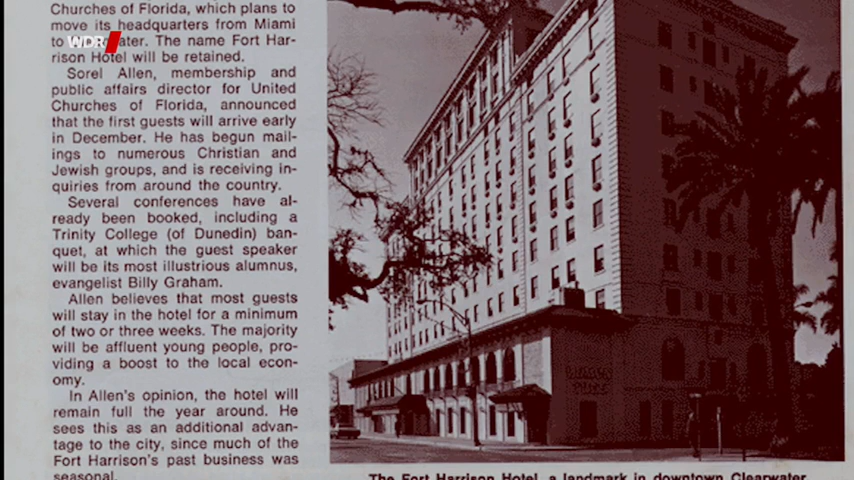 Churches of Florida, which plans to
move its headquarters from Miami
to water. The name Fort Har-
rison Hotel will be retained.
Sorel Allen, membership and
public affairs director for United
Churches of Florida, announced
that the first guests will arrive early
in December. He has begun mail-
ings to numerous Christian and
Jewish groups, and is receiving in-
quiries from around the country.
Several conferences have al-
ready been booked, including a
Trinity College (of Dunedin) ban-
quet, at which the guest speaker
will be its most illustrious alumnus,
evangelist Billy Graham.
Allen believes that most guests
will stay in the hotel for a minimum
of two or three weeks. The majority
will be affluent young people, pro-
viding a boost to the local econ-
omy.
In Allen's opinion, the hotel will
remain full the year around. He
sees this as an additional advan-
tage to the city, since much of the
Fort Harrison's past business was
seasonal.
WDR
The Fort Harrison Hotel, a landmark in downtown Clearwater,